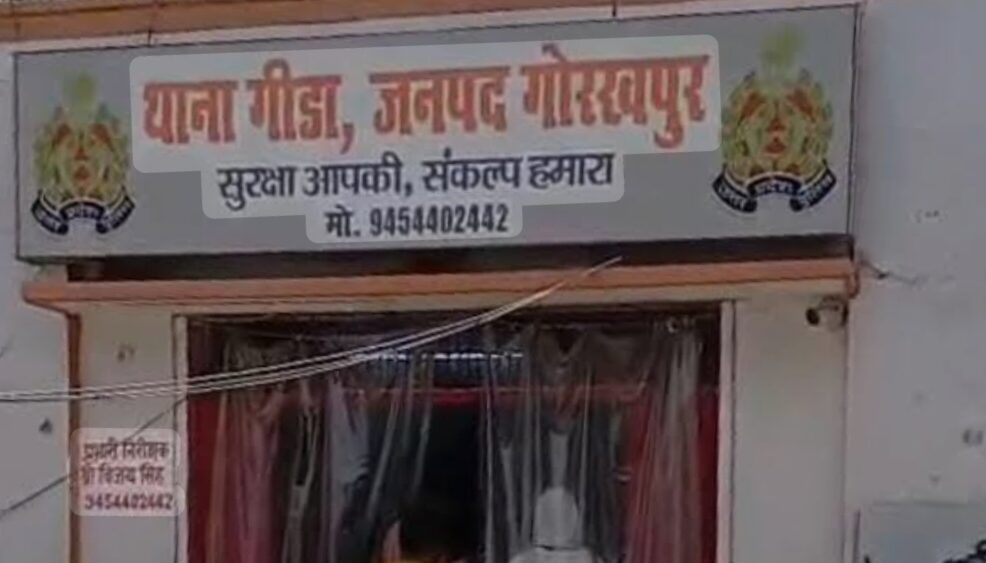 थाना गीडा, जनपद गोरखपुर
सुरक्षा आपकी, संकल्प हमारा
मो. 9454402442
प्रभारी निरीक्षक
श्री विजय सिंह
9454402442